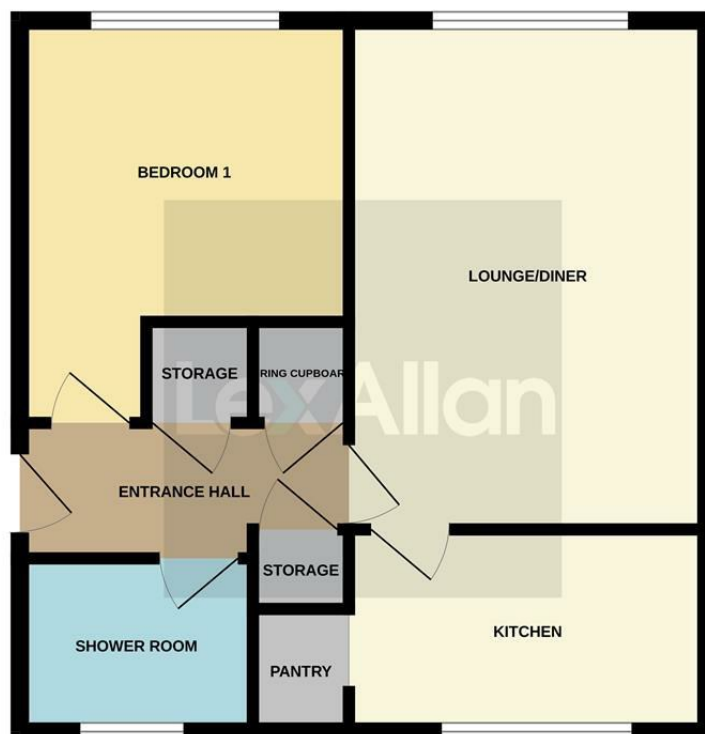 BEDROOM 1
LOUNGE/DINER
STORAGE
RING CUPBOAR
LexAllan
ENTRANCE HALL
STORAGE
KITCHEN
SHOWER ROOM
PANTRY